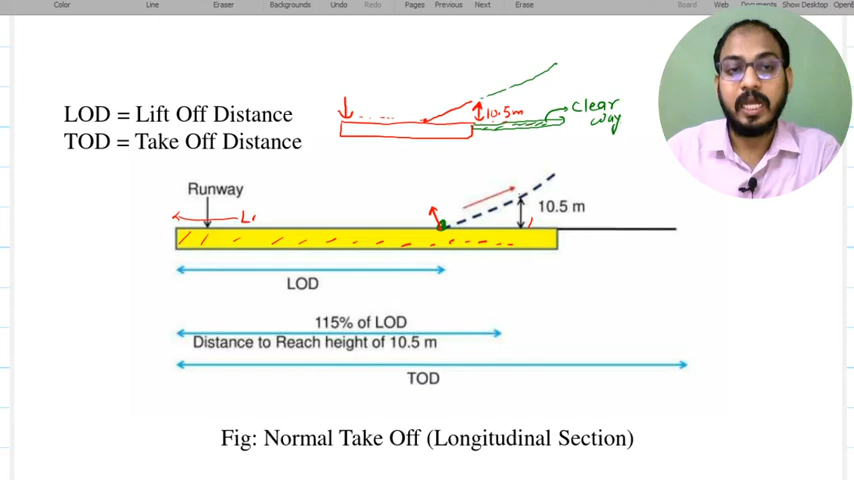 Color Line Eraser Backgrounds Undo Redo Pages Previous Next Erase Board Web Documents Show Desktop
LOD = Lift Off Distance
TOD = Take Off Distance
10.5m
clear
way
Runway
10.5 m
LOD
115% of LOD
Distance to Reach height of 10.5 m
TOD
Fig: Normal Take Off (Longitudinal Section)